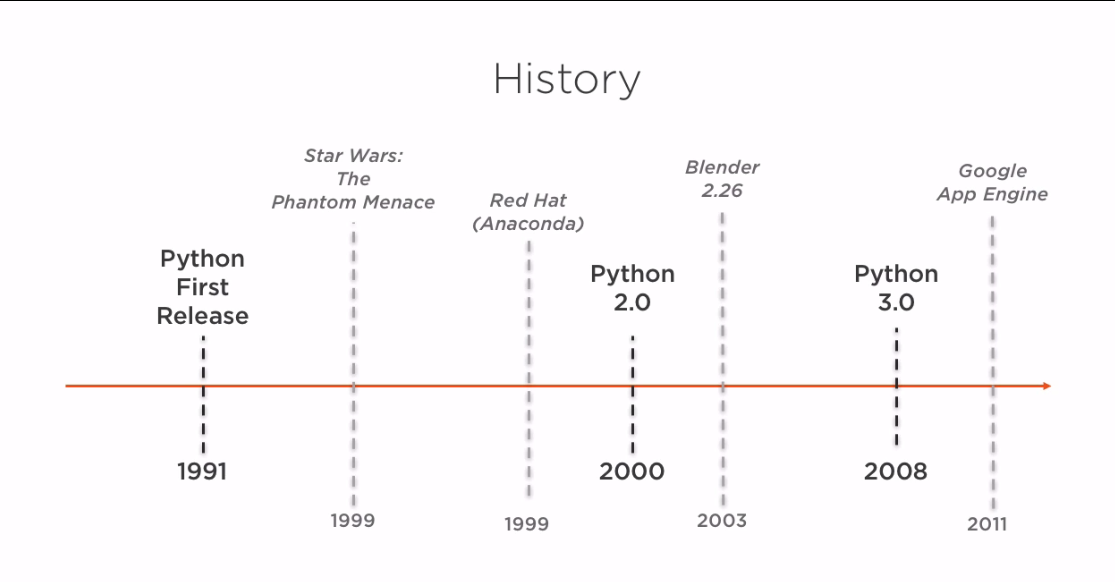 History
Star Wars:
The
Phantom Menace
Red Hat
(Anaconda)
Blender
2.26
Google
App Engine
Python
First
Release
Python
2.0
Python
3.0
1991
2000
2008
1999
1999
2003
2011